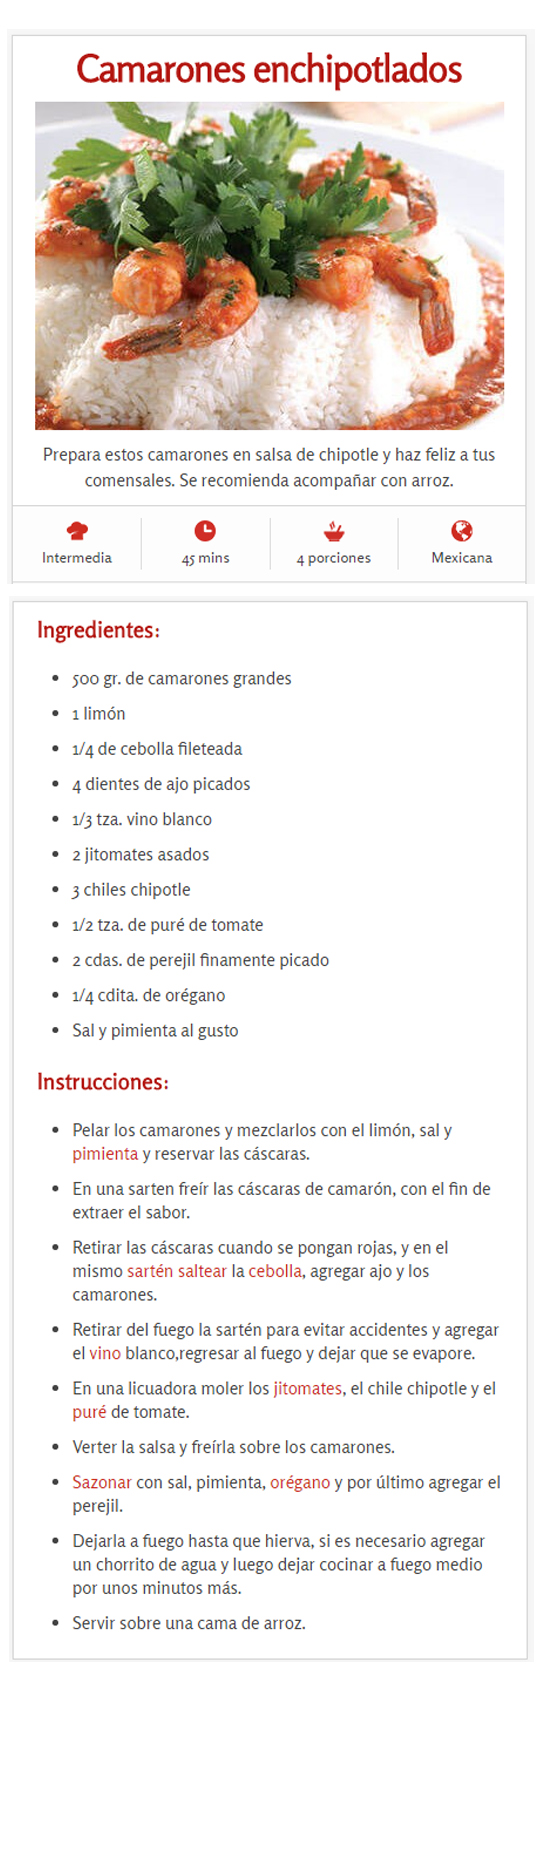 Camarones enchipotlados
Prepara estos camarones en salsa de chipotle y haz feliz a tus
comensales. Se recomienda acompañar con arroz.
Intermedia
45 mins
4 porciones
Mexicana
Ingredientes:
• 500 gr. de camarones grandes
• 1 limón
• 1/4 de cebolla fileteada
• 4 dientes de ajo picados
• 1/3 tza. vino blanco
• 2 jitomates asados
• 3 chiles chipotle
• 1/2 tza. de puré de tomate
• 2 cdas. de perejil finamente picado
• 1/4 cdita. de orégano
• Sal y pimienta al gusto
Instrucciones:
• Pelar los camarones y mezclarlos con el limón, sal y
pimienta y reservar las cáscaras.
• En una sarten freír las cáscaras de camarón, con el fin de
extraer el sabor.
• Retirar las cáscaras cuando se pongan rojas, y en el
mismo sartén saltear la cebolla, agregar ajo y los
camarones.
• Retirar del fuego la sartén para evitar accidentes y agregar
el vino blanco,regresar al fuego y dejar que se evapore.
• En una licuadora moler los jitomates, el chile chipotle y el
puré de tomate.
• Verter la salsa y freírla sobre los camarones.
• Sazonar con sal, pimienta, orégano y por último agregar el
perejil.
• Dejarla a fuego hasta que hierva, si es necesario agregar
un chorrito de agua y luego dejar cocinar a fuego medio
por unos minutos más.
• Servir sobre una cama de arroz.